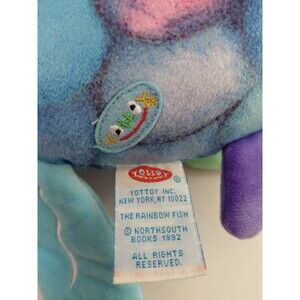 YOTTOY
YOTTOY INC.
NEW YORK, NY 10022
THE RAINBOW FISH
© NORTHSOUTH
BOOKS 1992
ALL RIGHTS
RESERVED.